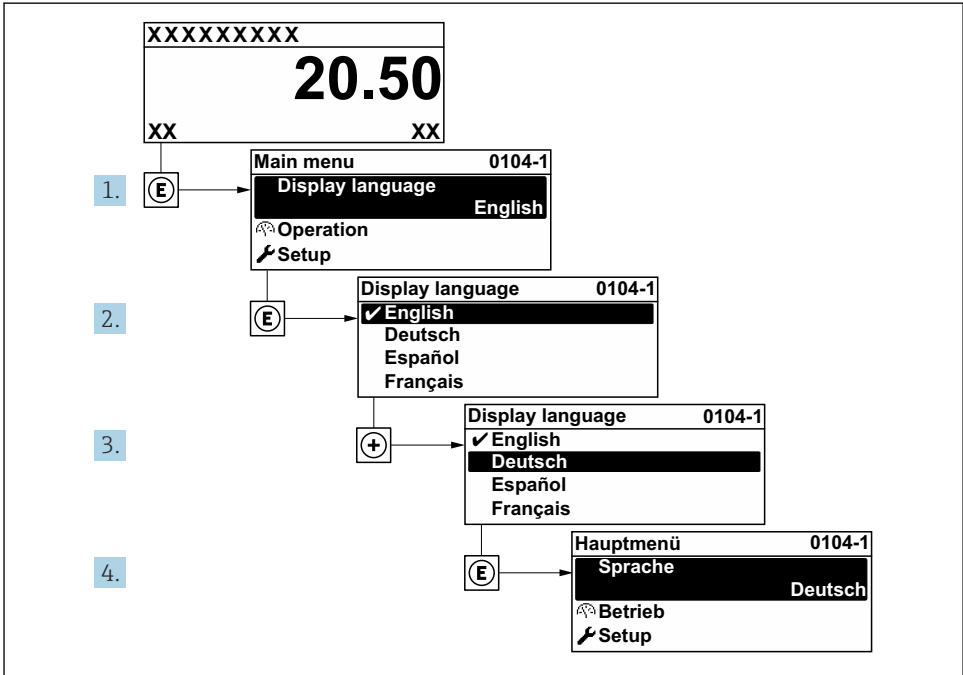 XXXXXXXXX
20.50
XX XX
1. E
Main menu 0104-1
Display language
English
Operation
Setup
2. E
Display language 0104-1
✔English
Deutsch
Español
Français
3. +
Display language 0104-1
✔English
Deutsch
Español
Français
4. E
Hauptmenü 0104-1
Sprache
Deutsch
Betrieb
Setup